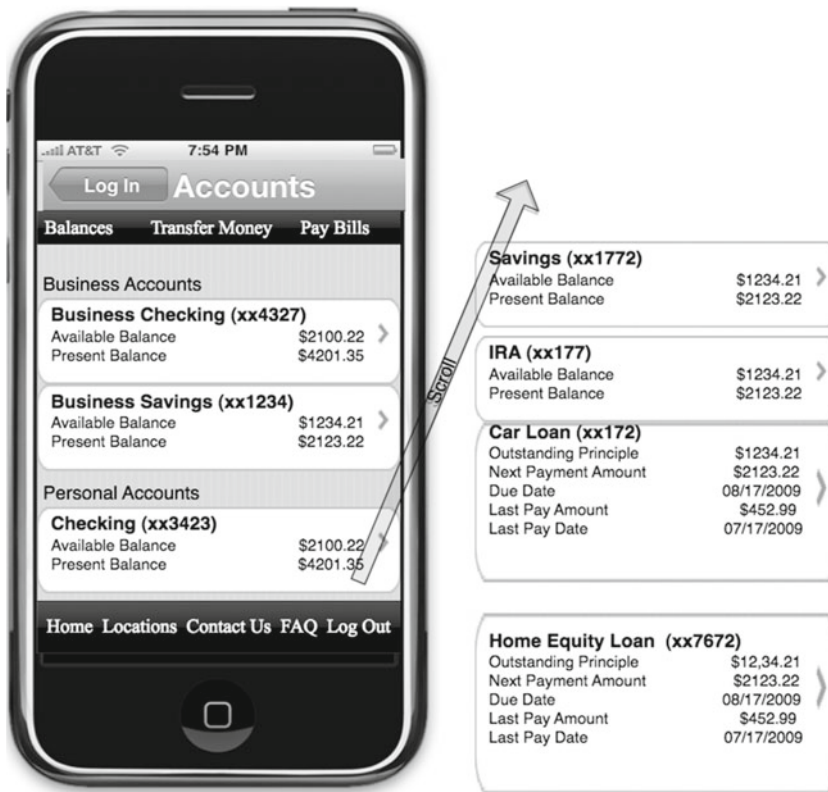 AT&T 7:54 PM
Log In Accounts
Balances Transfer Money Pay Bills
Business Accounts
Business Checking (xx4327)
Available Balance $2100.22
Present Balance $4201.35
Business Savings (xx1234)
Available Balance $1234.21
Present Balance $2123.22
Personal Accounts
Checking (xx3423)
Available Balance $2100.22
Present Balance $4201.35
Home Locations Contact Us FAQ Log Out
Scroll
Savings (xx1772)
Available Balance $1234.21
Present Balance $2123.22
IRA (xx177)
Available Balance $1234.21
Present Balance $2123.22
Car Loan (xx172)
Outstanding Principle $1234.21
Next Payment Amount $2123.22
Due Date 08/17/2009
Last Pay Amount $452.99
Last Pay Date 07/17/2009
Home Equity Loan (xx7672)
Outstanding Principle $12,34.21
Next Payment Amount $2123.22
Due Date 08/17/2009
Last Pay Amount $452.99
Last Pay Date 07/17/2009